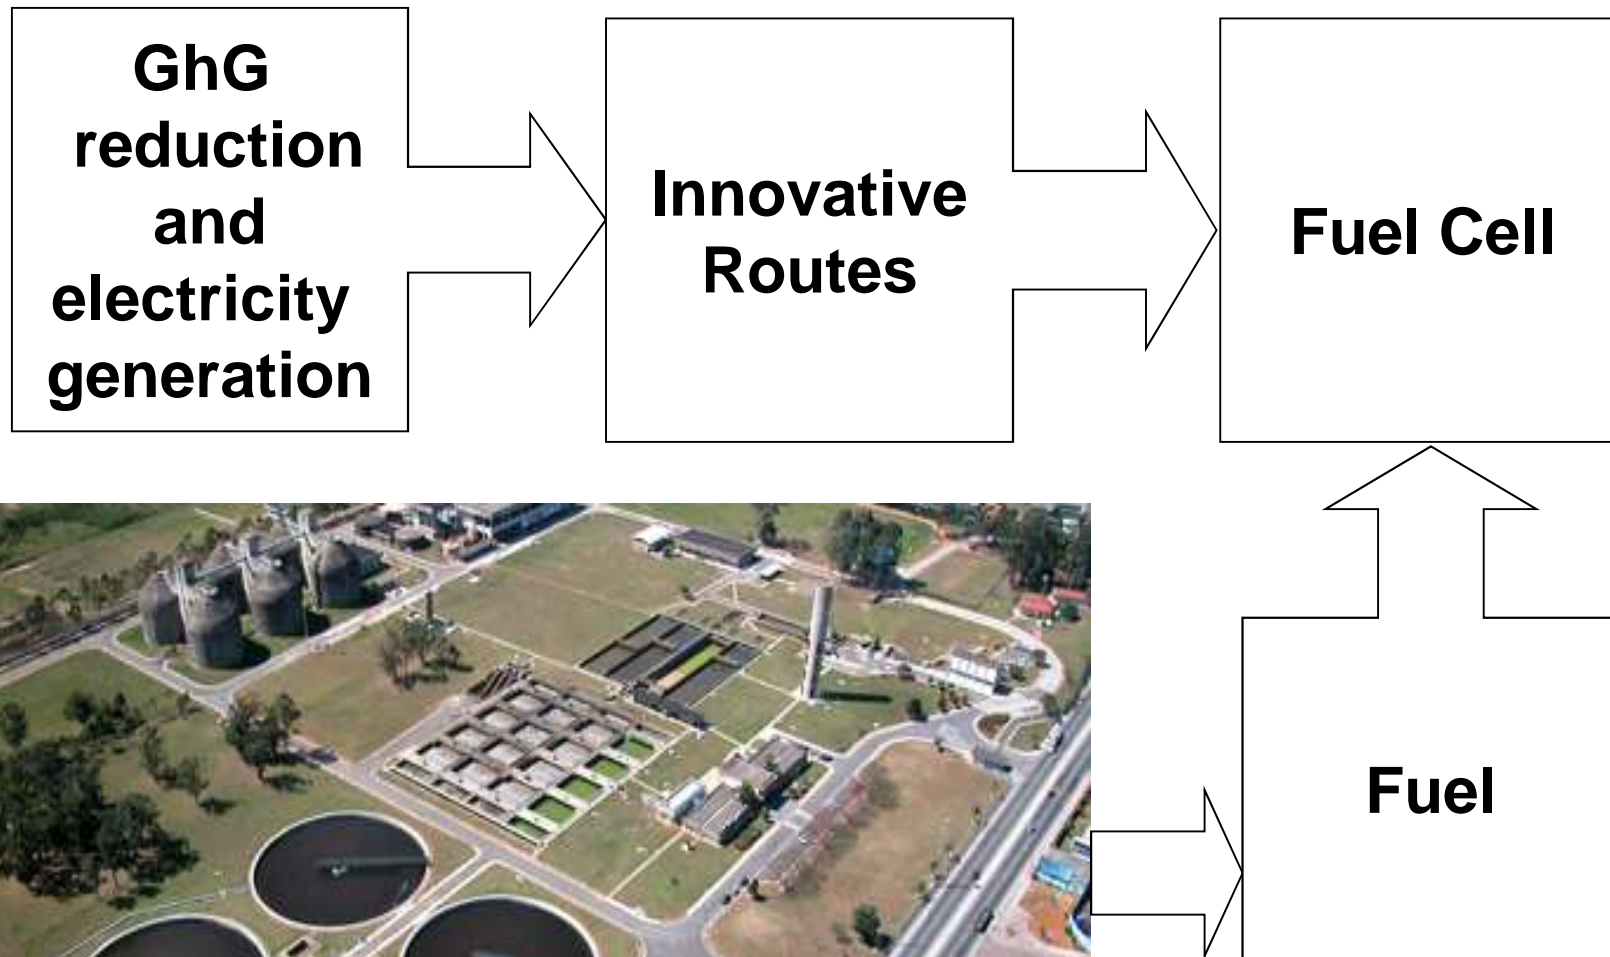 GhG
reduction
and
electricity
generation
Innovative
Routes
Fuel Cell
Fuel